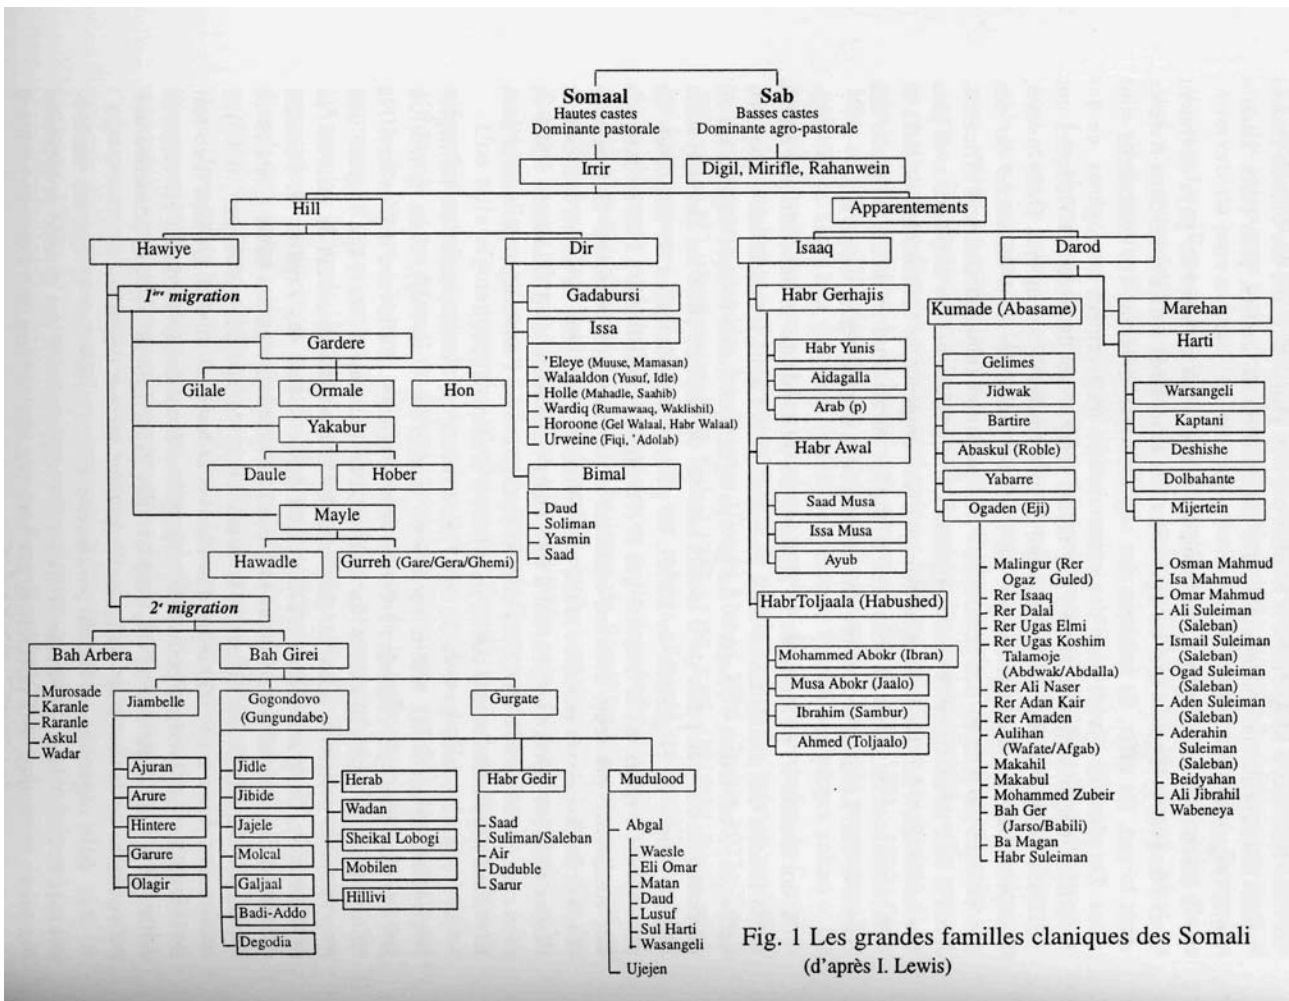 Somaal
Hautes castes
Dominante pastorale
Sab
Basses castes
Dominante agro-pastorale
Irrir
Digil, Mirifle, Rahanwein
Hill
Apparentements
Hawiye
Dir
Isaaq
Darod
1ère migration
Gardere
Gilale
Ormale
Hon
Yakabur
Daule
Hober
Mayle
Hawadle
Gurreh (Gare/Gera/Ghemi)
2e migration
Bah Arbera
Bah Girei
Murosade
Karanle
Raranle
Askul
Wadar
Jiambelle
Ajuran
Arure
Hintere
Garure
Olagir
Gogondovo
(Gungundabe)
Jidle
Jibide
Jajele
Molcal
Galjaal
Badi-Addo
Degodia
Gurgate
Herab
Wadan
Sheikal Lobogi
Mobilen
Hillivi
Habr Gedir
Saad
Suliman/Saleban
Air
Duduble
Sarur
Mudulood
Abgal
Waesle
Eli Omar
Matan
Daud
Lusuf
Sul Harti
Wasangeli
Ujejen
Gadabursi
Issa
'Eleye (Muuse, Mamasan)
Walaaldon (Yusuf, Idle)
Holle (Mahadle, Saahib)
Wardiq (Rumawaaq, Waklishil)
Horoone (Gel Walaal, Habr Walaal)
Urweine (Fiqi, 'Adolab)
Bimal
Daud
Soliman
Yasmin
Saad
Habr Gerhajis
Habr Yunis
Aidagalla
Arab (p)
Habr Awal
Saad Musa
Issa Musa
Ayub
HabrToljaala (Habushed)
Mohammed Abokr (Ibran)
Musa Abokr (Jaalo)
Ibrahim (Sambur)
Ahmed (Toljaalo)
Kumade (Abasame)
Gelimes
Jidwak
Bartire
Abaskul (Roble)
Yabarre
Ogaden (Eji)
Malingur (Rer
Ogaz Guled)
Rer Isaaq
Rer Dalal
Rer Ugas Elmi
Rer Ugas Koshim
Talamoje
(Abdwak/Abdalla)
Rer Ali Naser
Rer Adan Kair
Rer Amaden
Aulihan
(Wafate/Afgab)
Makahil
Makabul
Mohammed Zubeir
Bah Ger
(Jarso/Babili)
Ba Magan
Habr Suleiman
Marehan
Harti
Warsangeli
Kaptani
Deshishe
Dolbahante
Mijertein
Osman Mahmud
Isa Mahmud
Omar Mahmud
Ali Suleiman
(Saleban)
Ismail Suleiman
(Saleban)
Ogad Suleiman
(Saleban)
Aden Suleiman
(Saleban)
Aderahin
Suleiman
(Saleban)
Beidyahan
Ali Jibrahil
Wabeneya
Fig. 1 Les grandes familles claniques des Somali
(d'après I. Lewis)